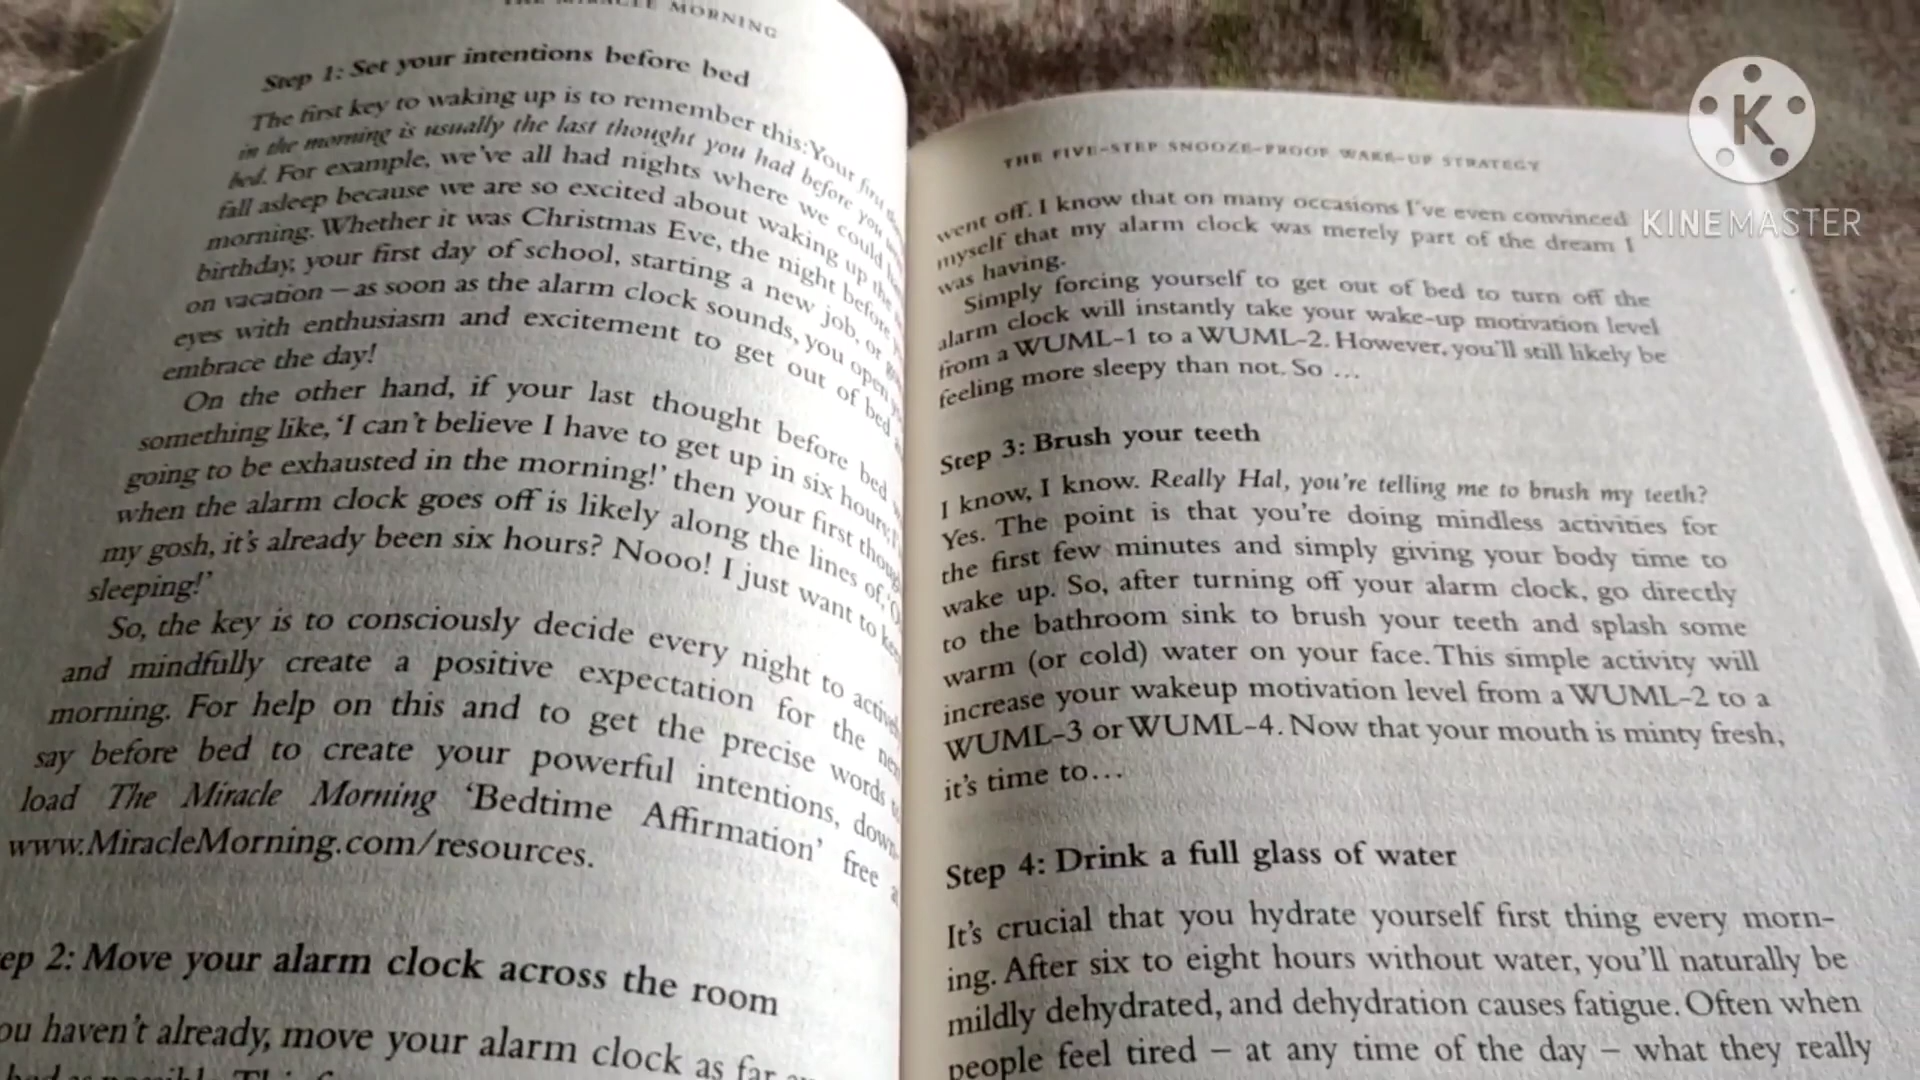 THE MIRACLE MORNING
Step 1: Set your intentions before bed
The first key to waking up is to remember this: Your first
in the morning is usually the last thought you had before you
bed. For example, we've all had nights where we could
fall asleep because we are so excited about waking up the
morning. Whether it was Christmas Eve, the night before
birthday, your first day of school, starting a new job, or
on vacation – as soon as the alarm clock sounds, you open
eyes with enthusiasm and excitement to get out of bed
embrace the day!
On the other hand, if your last thought before bed
something like, 'I can't believe I have to get up in six hours,
going to be exhausted in the morning!' then your first
when the alarm clock goes off is likely along the lines of,
my gosh, it's already been six hours? Nooo! I just want to
sleeping!'
So, the key is to consciously decide every night to
and mindfully create a positive expectation for the
morning. For help on this and to get the precise words
say before bed to create your powerful intentions, down-
load The Miracle Morning 'Bedtime Affirmation' free
www.MiracleMorning.com/resources.
ep 2: Move your alarm clock across the room
ou haven't already, move your alarm clock as far
THE FIVE-STEP SNOOZE-PROOF WAKE-UP STRATEGY
went off. I know that on many occasions I've even convinced
myself that my alarm clock was merely part of the dream I
was having.
Simply forcing yourself to get out of bed to turn off the
alarm clock will instantly take your wake-up motivation level
from a WUML-1 to a WUML-2. However, you'll still likely be
feeling more sleepy than not. So ...
Step 3: Brush your teeth
I know, I know. Really Hal, you're telling me to brush my teeth?
Yes. The point is that you're doing mindless activities for
the first few minutes and simply giving your body time to
wake up. So, after turning off your alarm clock, go directly
to the bathroom sink to brush your teeth and splash some
warm (or cold) water on your face. This simple activity will
increase your wakeup motivation level from a WUML-2 to a
WUML-3 or WUML-4. Now that your mouth is minty fresh,
it's time to...
Step 4: Drink a full glass of water
It's crucial that you hydrate yourself first thing every morn-
ing. After six to eight hours without water, you'll naturally be
mildly dehydrated, and dehydration causes fatigue. Often when
people feel tired – at any time of the day – what they really
K
KINEMASTER